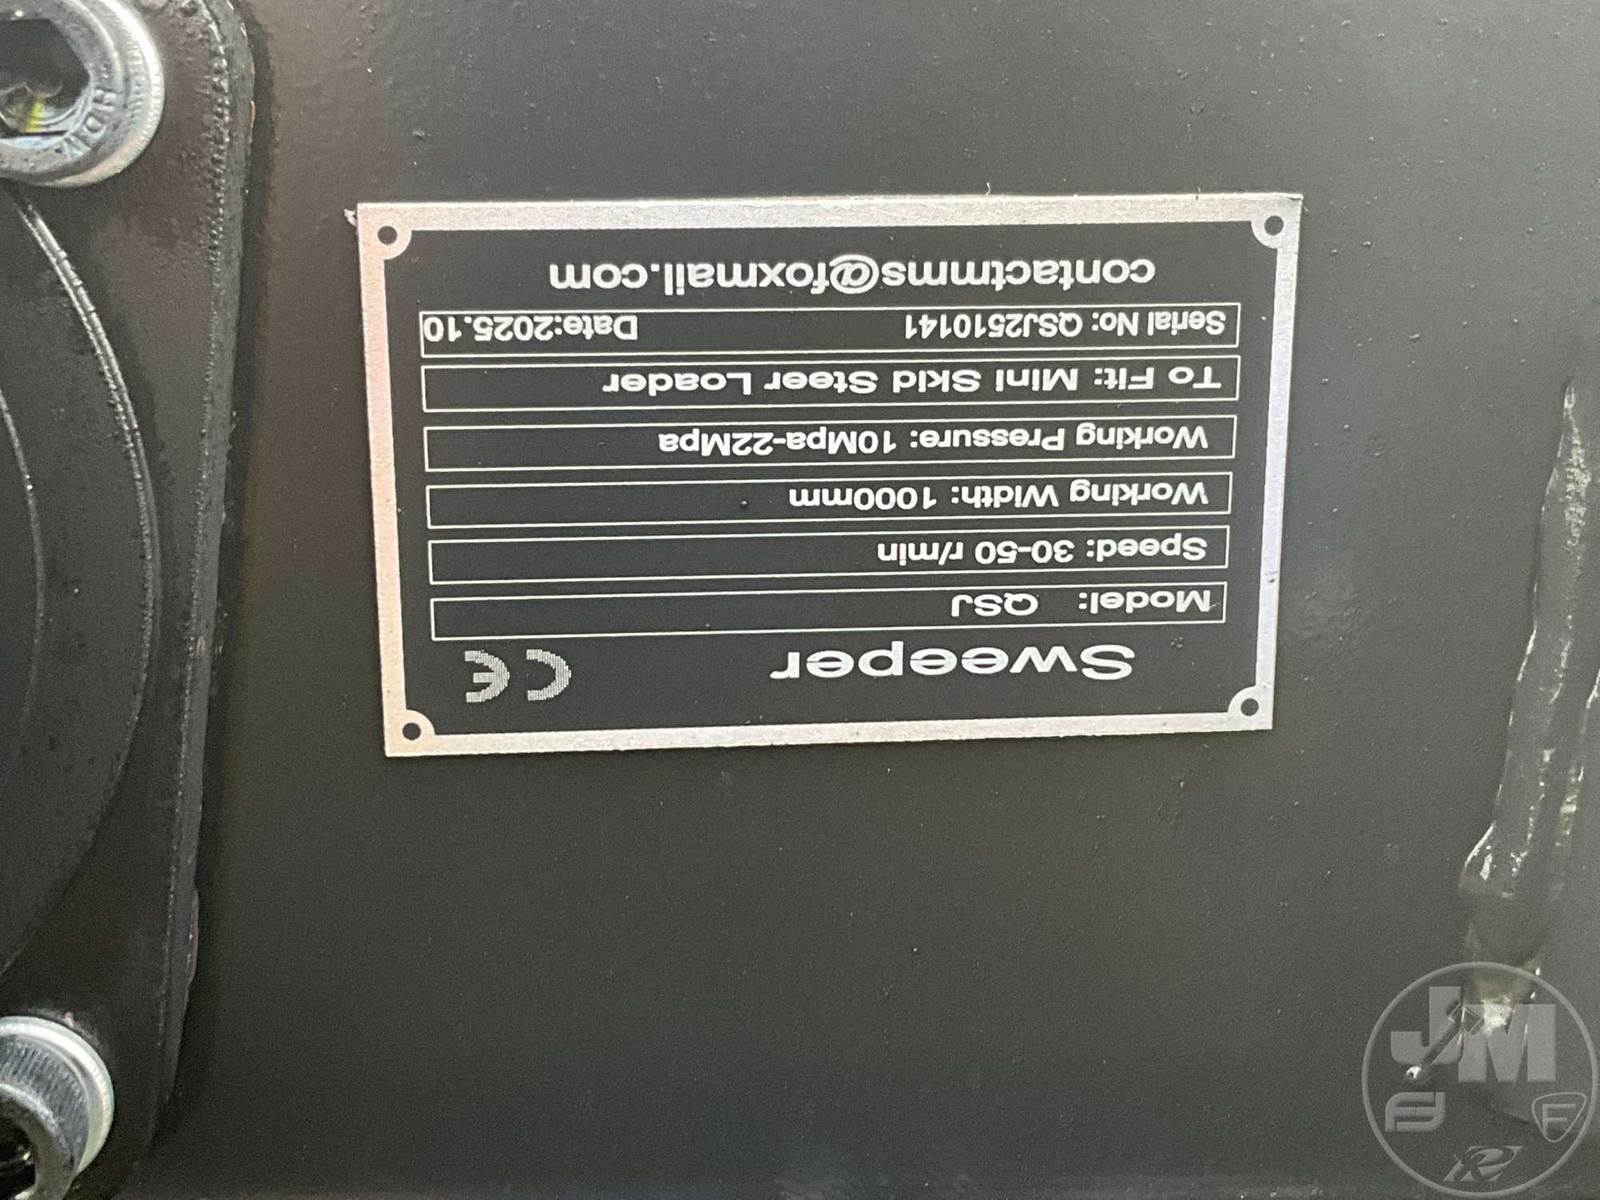 Sweeper CE
Model: QSJ
Speed: 30-50 r/min
Working Width: 1000mm
Working Pressure: 10Mpa-22Mpa
To Fit: Mini Skid Steer Loader
Serial No: QSJ2510141 Date:2025.10
contactmms@foxmail.com
JM